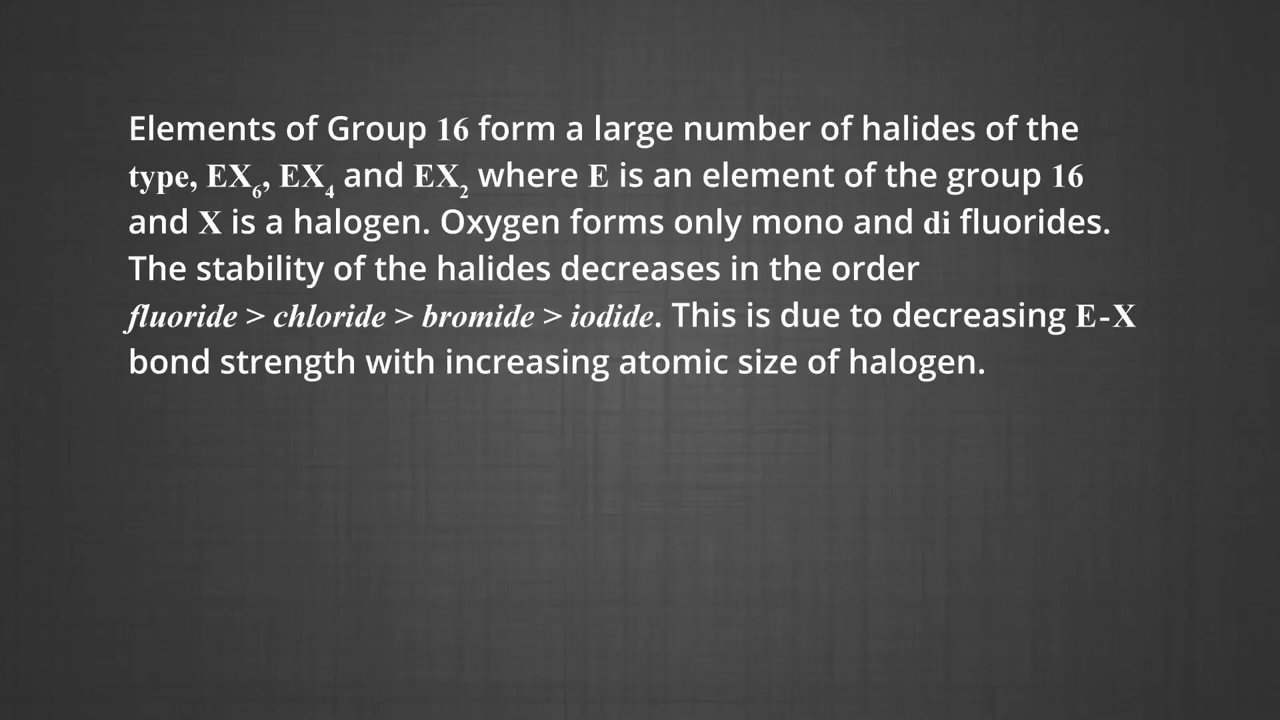 Elements of Group 16 form a large number of halides of the
type, EX₆, EX₄ and EX₂ where E is an element of the group 16
and X is a halogen. Oxygen forms only mono and di fluorides.
The stability of the halides decreases in the order
fluoride > chloride > bromide > iodide. This is due to decreasing E-X
bond strength with increasing atomic size of halogen.